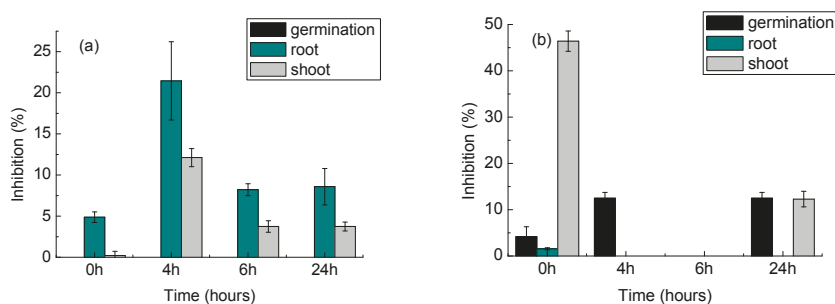 (a)
germination
root
shoot
25
20
15
10
5
0
Inhibition (%)
0h 4h 6h 24h
Time (hours)
(b)
germination
root
shoot
50
40
30
20
10
0
Inhibition (%)
0h 4h 6h 24h
Time (hours)